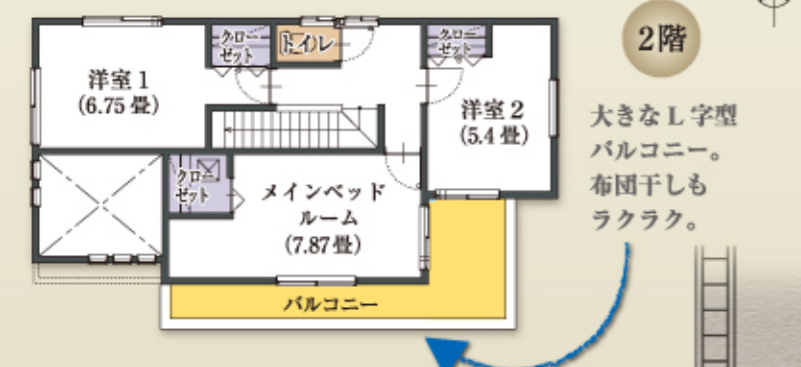 クロー
ゼット
トイレ
クロー
ゼット
2階
洋室1
(6.75畳)
洋室2
(5.4畳)
大きなL字型
バルコニー。
布団干しも
ラクラク。
クロー
ゼット
メインベッド
ルーム
(7.87畳)
バルコニー